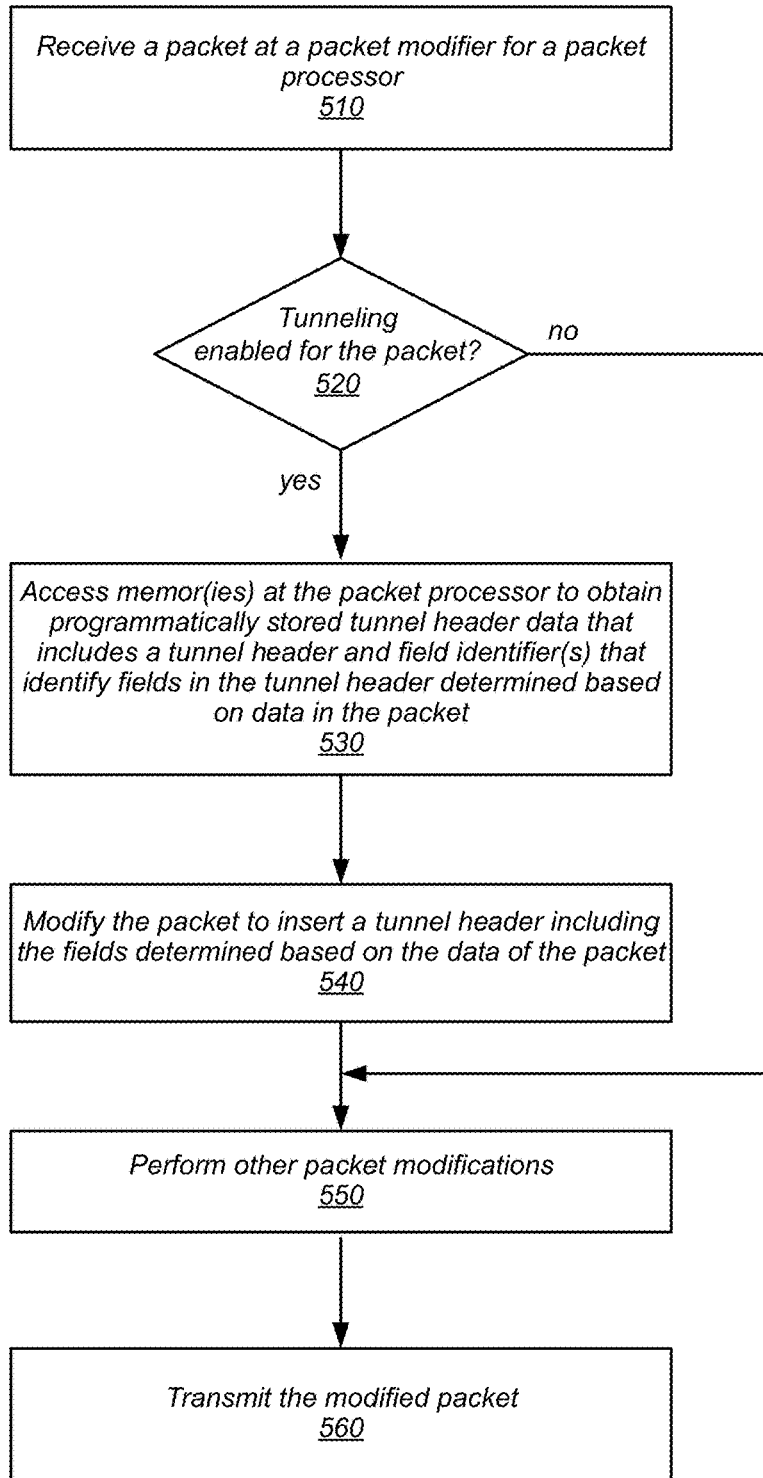 Receive a packet at a packet modifier for a packet
processor
510
Tunneling
enabled for the packet?
520
no
yes
Access memor(ies) at the packet processor to obtain
programmatically stored tunnel header data that
includes a tunnel header and field identifier(s) that
identify fields in the tunnel header determined based
on data in the packet
530
Modify the packet to insert a tunnel header including
the fields determined based on the data of the packet
540
Perform other packet modifications
550
Transmit the modified packet
560